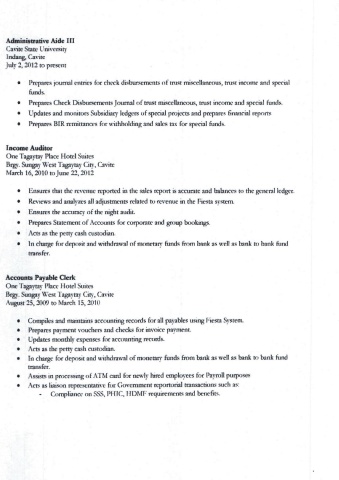 Administrative Aide III
Cavite State University
Indang, Cavite
July 2, 2012 to present
• Prepares journal entries for check disbursements of trust miscellaneous, trust income and special
funds.
• Prepares Check Disbursements Journal of trust miscellaneous, trust income and special funds.
• Updates and monitors Subsidiary ledgers of special projects and prepares financial reports
• Prepares BIR remittances for withholding and sales tax for special funds.
Income Auditor
One Tagaytay Place Hotel Suites
Brgy. Sungay West Tagaytay City, Cavite
March 16, 2010 to June 22, 2012
• Ensures that the revenue reported in the sales report is accurate and balances to the general ledger.
• Reviews and analyzes all adjustments related to revenue in the Fiesta system.
• Ensures the accuracy of the night audit.
• Prepares Statement of Accounts for corporate and group bookings.
• Acts as the petty cash custodian.
• In charge for deposit and withdrawal of monetary funds from bank as well as bank to bank fund
transfer.
Accounts Payable Clerk
One Tagaytay Place Hotel Suites
Brgy. Sungay West Tagaytay City, Cavite
August 25, 2009 to March 15, 2010
• Compiles and maintains accounting records for all payables using Fiesta System.
• Prepares payment vouchers and checks for invoice payment.
• Updates monthly expenses for accounting records.
• Acts as the petty cash custodian.
• In charge for deposit and withdrawal of monetary funds from bank as well as bank to bank fund
transfer.
• Assists in processing of ATM card for newly hired employees for Payroll purposes
• Acts as liaison representative for Government reportorial transactions such as:
- Compliance on SSS, PHIC, HDMF requirements and benefits.